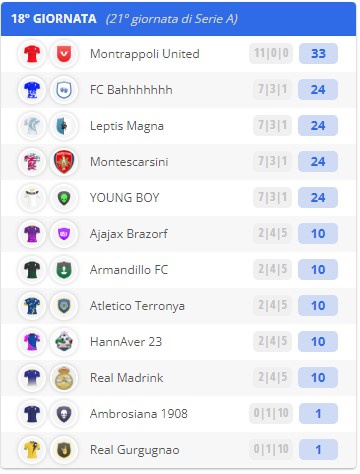 18° GIORNATA (21° giornata di Serie A)
Montrappoli United 11|0|0 33
FC Bahhhhhhh 7|3|1 24
Leptis Magna 7|3|1 24
Montescarsini 7|3|1 24
YOUNG BOY 7|3|1 24
Ajajax Brazorf 2|4|5 10
Armandillo FC 2|4|5 10
Atletico Terronya 2|4|5 10
HannAver 23 2|4|5 10
Real Madrink 2|4|5 10
Ambrosiana 1908 0|1|10 1
Real Gurgugnao 0|1|10 1